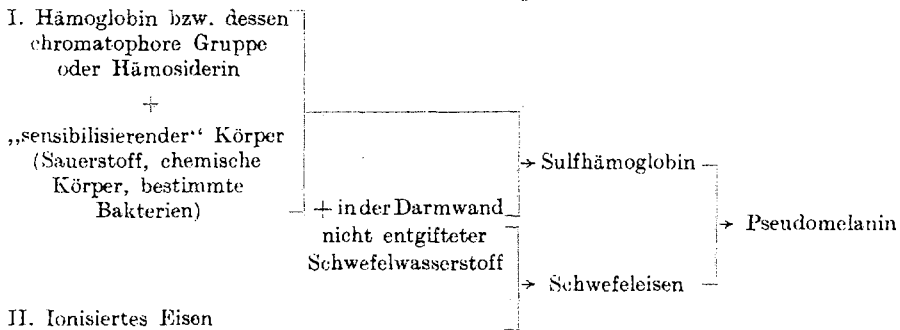 I. Hämoglobin bzw. dessen
chromatophore Gruppe
oder Hämosiderin
+
„sensibilisierender“ Körper
(Sauerstoff, chemische
Körper, bestimmte
Bakterien)
+ in der Darmwand
nicht entgifteter
Schwefelwasserstoff
→ Sulfhämoglobin
→ Schwefeleisen
→ Pseudomelanin
II. Ionisiertes Eisen